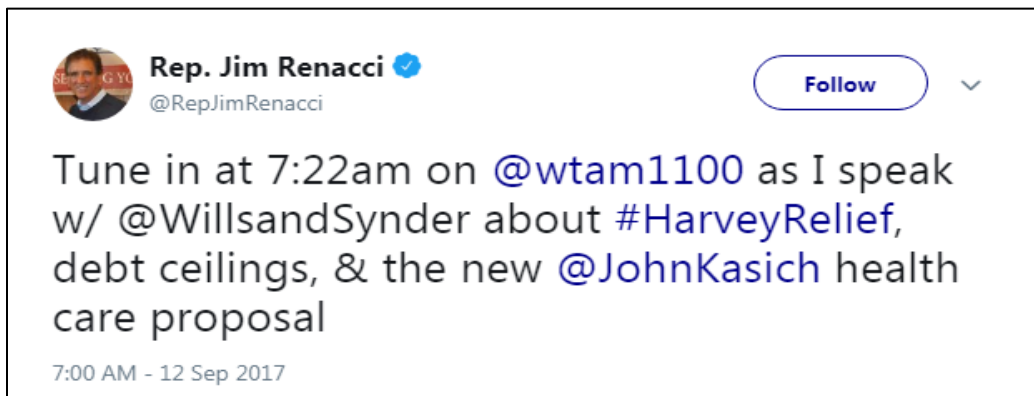 Rep. Jim Renacci
@RepJimRenacci
Follow
Tune in at 7:22am on @wtam1100 as I speak
w/ @WillsandSynder about #HarveyRelief,
debt ceilings, & the new @JohnKasich health
care proposal
7:00 AM - 12 Sep 2017